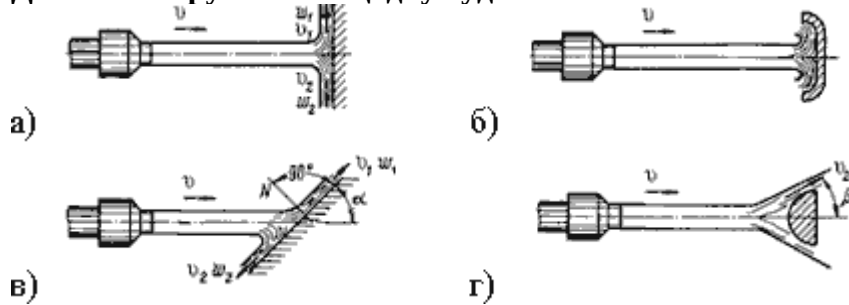 w₁
υ υ₁
υ₂
w₂
а)
υ
б)
90° υ₁ w₁
υ N α
υ₂ w₂
в)
υ υ₂
β
г)